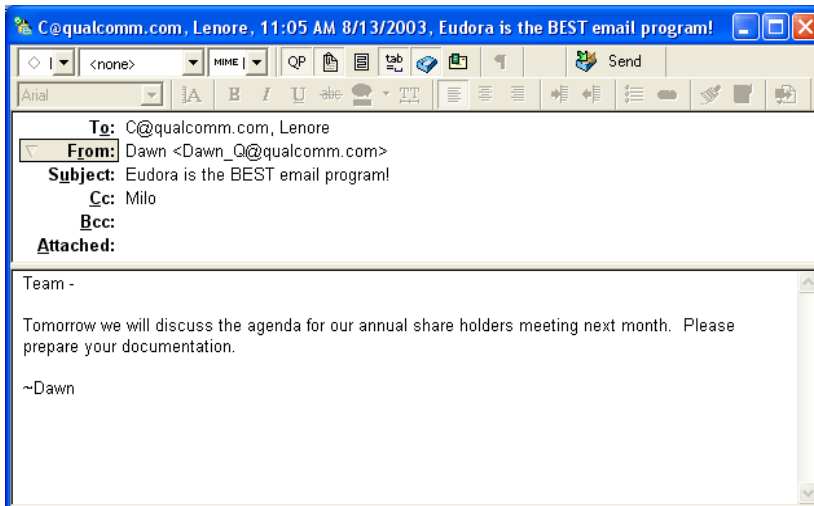 C@qualcomm.com, Lenore, 11:05 AM 8/13/2003, Eudora is the BEST email program!
<none> MIME QP tab Send
Arial A B I U abc TT
To: C@qualcomm.com, Lenore
From: Dawn <Dawn_Q@qualcomm.com>
Subject: Eudora is the BEST email program!
Cc: Milo
Bcc:
Attached:
Team -
Tomorrow we will discuss the agenda for our annual share holders meeting next month.  Please
prepare your documentation.
~Dawn